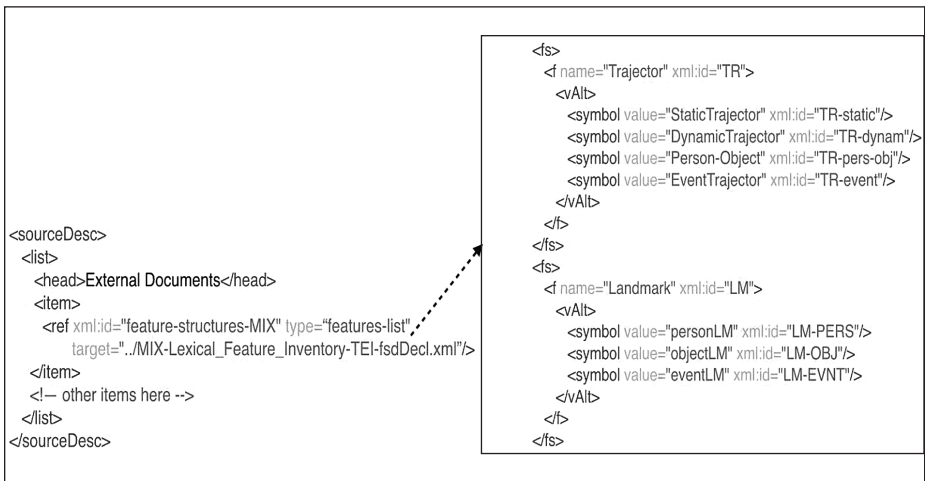 <sourceDesc>
<list>
<head>External Documents</head>
<item>
<ref xml:id="feature-structures-MIX" type=“features-list"
target="../MIX-Lexical_Feature_Inventory-TEI-fsdDecl.xml”/>
</item>
<!— other items here -->
</list>
</sourceDesc>
<fs>
<f name="Trajector" xml:id="TR">
<vAlt>
<symbol value="StaticTrajector" xml:id="TR-static"/>
<symbol value="DynamicTrajector" xml:id="TR-dynam"/>
<symbol value="Person-Object" xml:id="TR-pers-obj"/>
<symbol value="EventTrajector" xml:id="TR-event"/>
</vAlt>
</f>
</fs>
<fs>
<f name="Landmark" xml:id="LM">
<vAlt>
<symbol value="personLM" xml:id="LM-PERS"/>
<symbol value="objectLM" xml:id="LM-OBJ"/>
<symbol value="eventLM" xml:id="LM-EVNT"/>
</vAlt>
</f>
</fs>